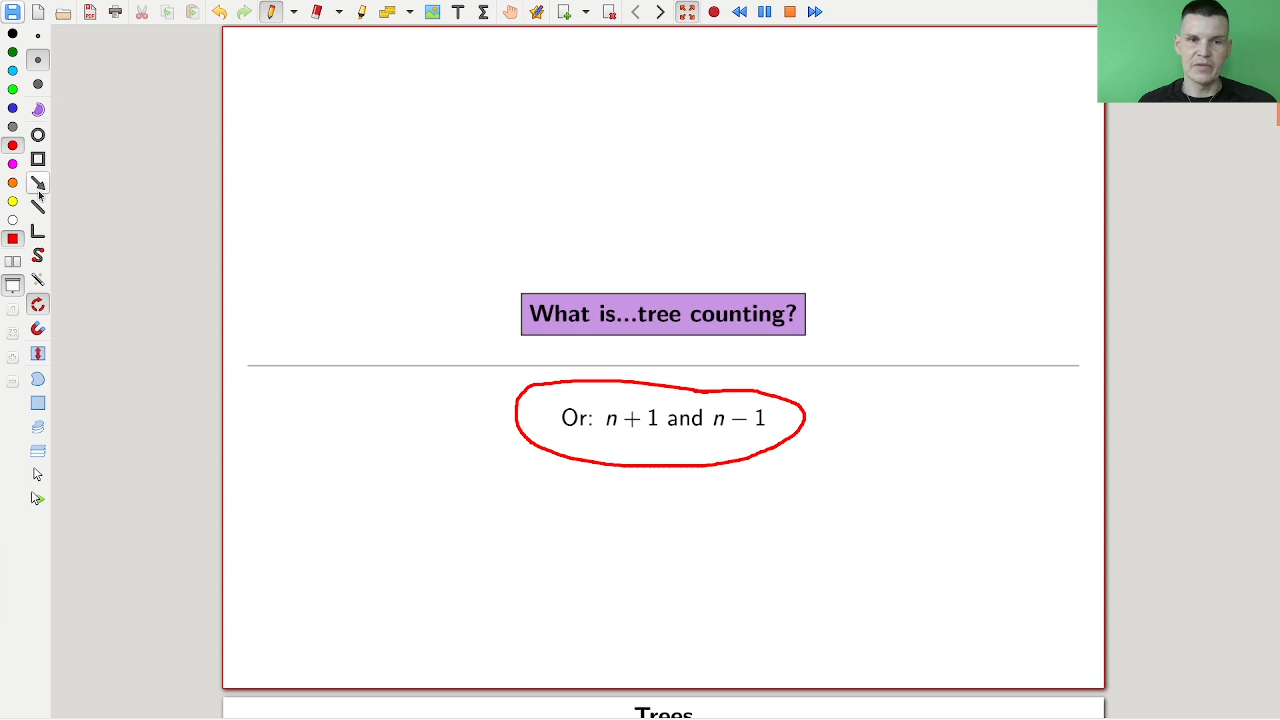 What is...tree counting?
Or: n + 1 and n − 1
Trees